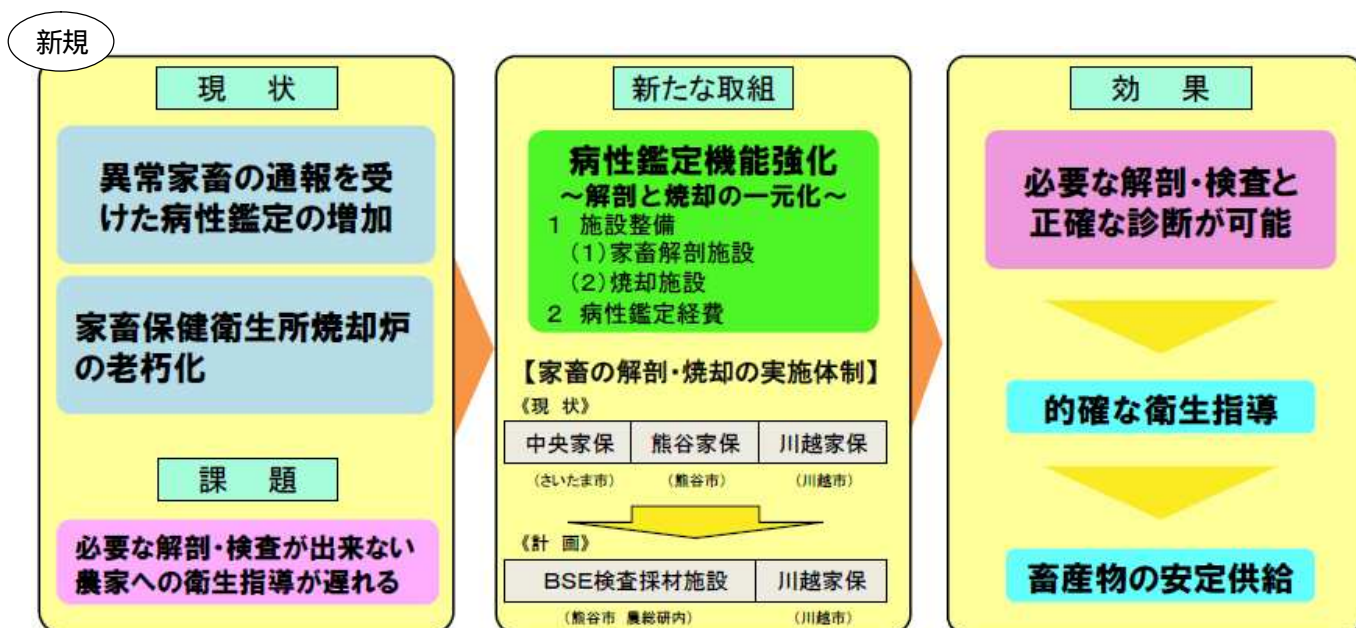 新規
現 状
異常家畜の通報を受
けた病性鑑定の増加
家畜保健衛生所焼却炉
の老朽化
課 題
必要な解剖・検査が出来ない
農家への衛生指導が遅れる
新たな取組
病性鑑定機能強化
～解剖と焼却の一元化～
1 施設整備
(1)家畜解剖施設
(2)焼却施設
2 病性鑑定経費
【家畜の解剖・焼却の実施体制】
《現 状》
中央家保 熊谷家保 川越家保
(さいたま市) (熊谷市) (川越市)
《計 画》
BSE検査採材施設 川越家保
(熊谷市 農総研内) (川越市)
効 果
必要な解剖・検査と
正確な診断が可能
的確な衛生指導
畜産物の安定供給